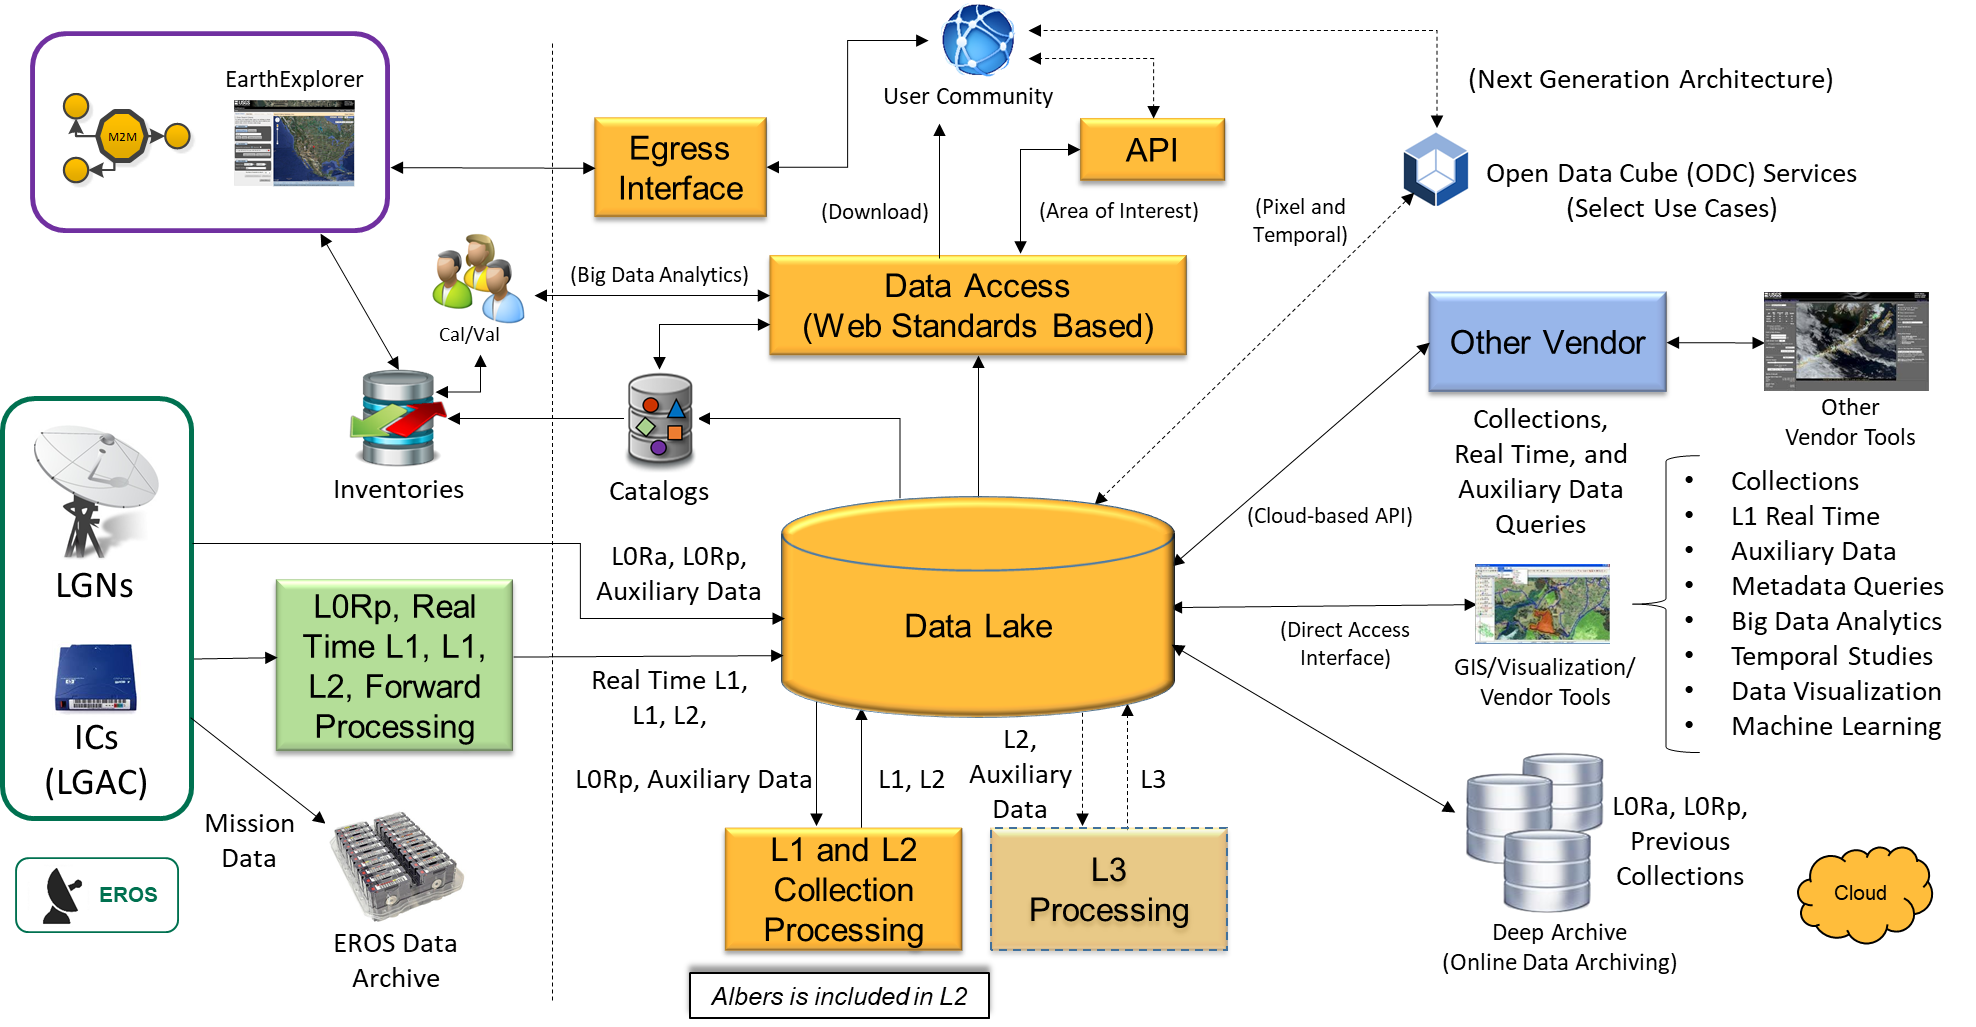 EarthExplorer
M2M
User Community
(Next Generation Architecture)
Egress
Interface
API
Open Data Cube (ODC) Services
(Select Use Cases)
(Download)
(Area of Interest)
(Pixel and
Temporal)
(Big Data Analytics)
Cal/Val
Data Access
(Web Standards Based)
Other Vendor
Other
Vendor Tools
Collections,
Real Time, and
Auxiliary Data
Queries
Inventories
Catalogs
(Cloud-based API)
• Collections
• L1 Real Time
• Auxiliary Data
• Metadata Queries
• Big Data Analytics
• Temporal Studies
• Data Visualization
• Machine Learning
LGNs
L0Ra, L0Rp,
Auxiliary Data
L0Rp, Real
Time L1, L1,
L2, Forward
Processing
Data Lake
(Direct Access
Interface)
GIS/Visualization/
Vendor Tools
Real Time L1,
L1, L2,
ICs
(LGAC)
L0Rp, Auxiliary Data
L1, L2
L2,
Auxiliary
Data
L3
Mission
Data
L0Ra, L0Rp,
Previous
Collections
L1 and L2
Collection
Processing
L3
Processing
Cloud
EROS
EROS Data
Archive
Deep Archive
(Online Data Archiving)
Albers is included in L2